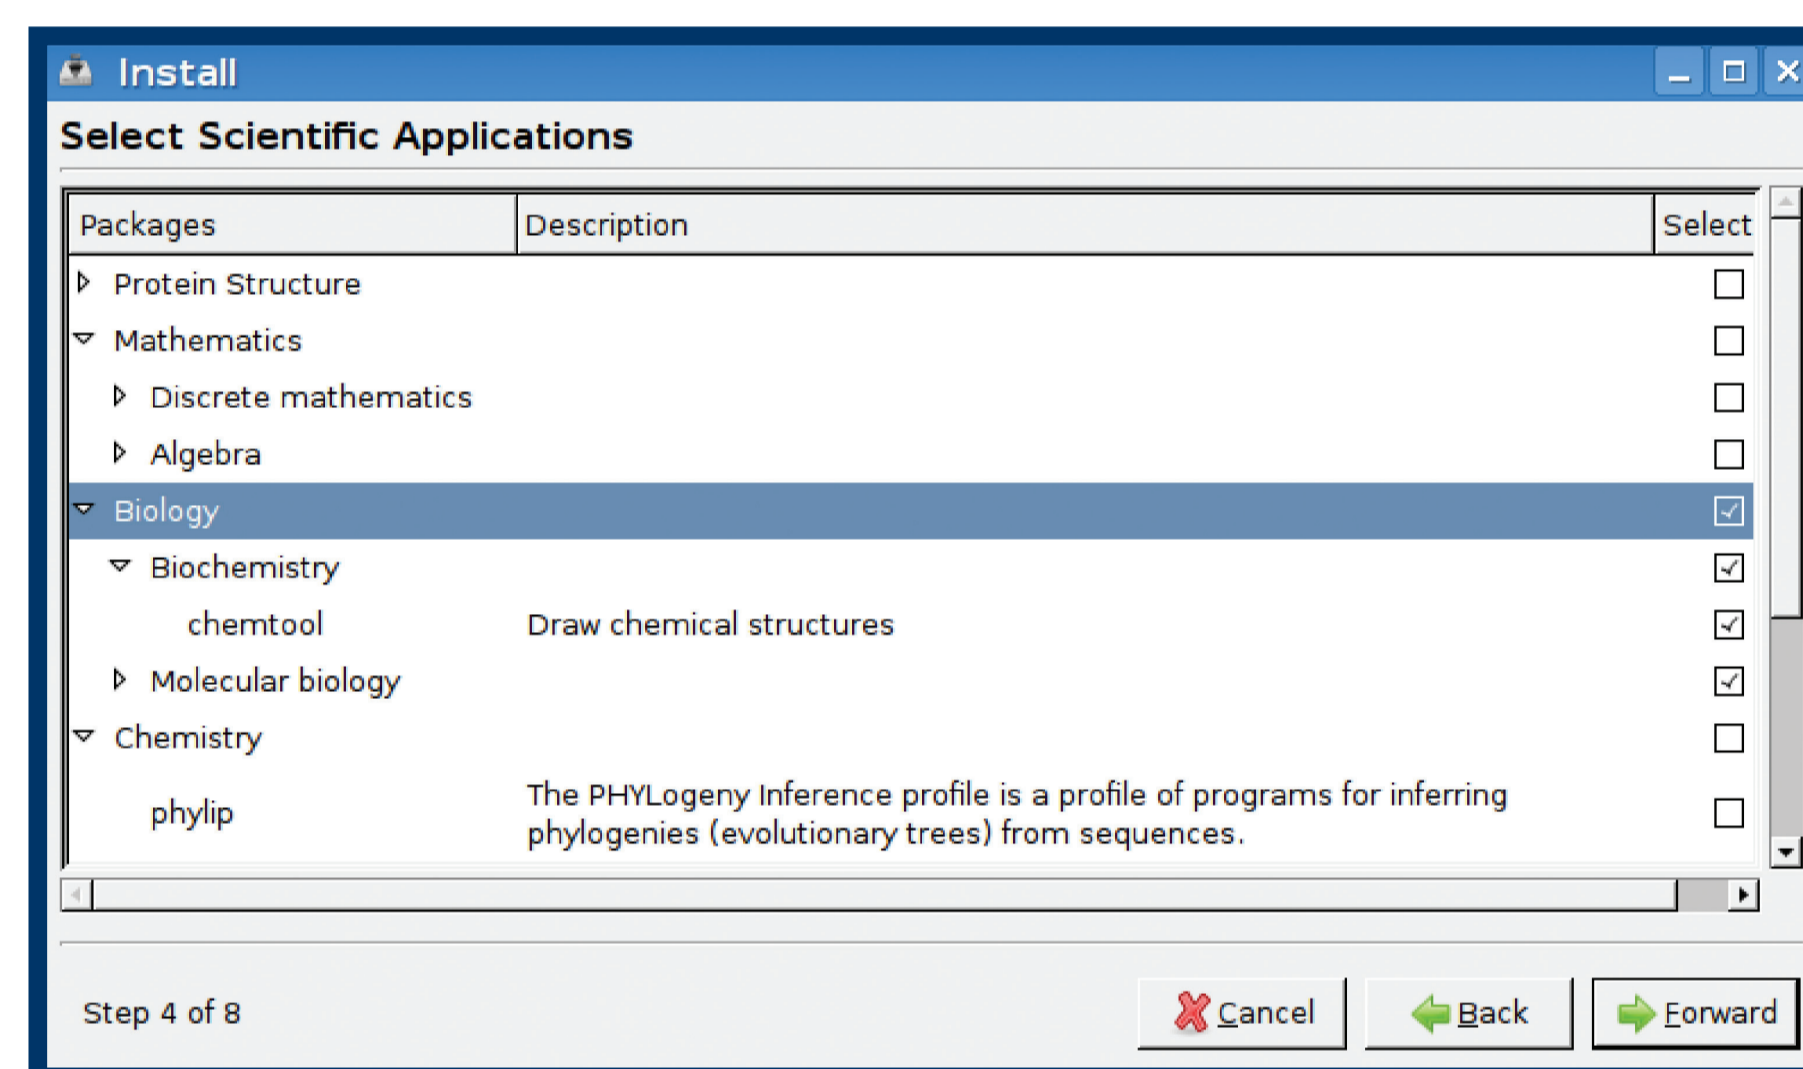 Install
Select Scientific Applications
Packages Description Select
Protein Structure
Mathematics
Discrete mathematics
Algebra
Biology
Biochemistry
chemtool Draw chemical structures
Molecular biology
Chemistry
phylip The PHYLogeny Inference profile is a profile of programs for inferring
phylogenies (evolutionary trees) from sequences.
Step 4 of 8 Cancel Back Forward